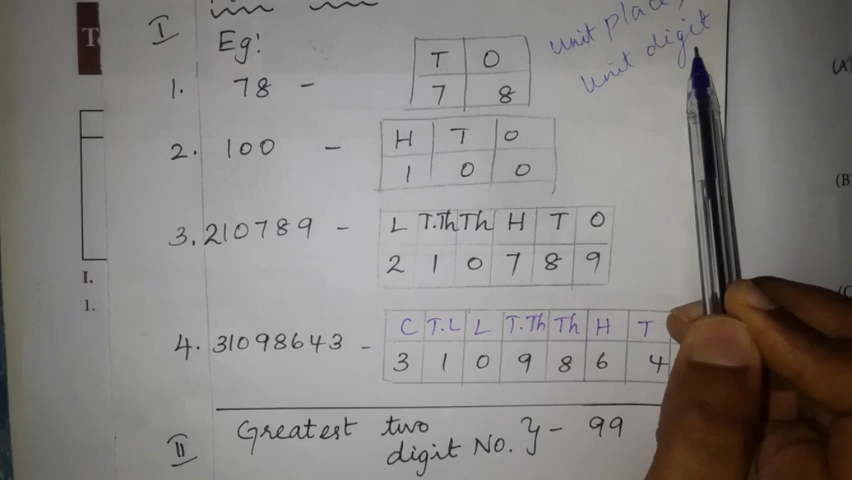 I
Eg:
unit place,
unit digit
T O
1. 78 - 7 8
H T O
2. 100 - 1 0 0
L T.Th Th H T O
3. 210789 - 2 1 0 7 8 9
C T.L L T.Th Th H T
4. 31098643 - 3 1 0 9 8 6 4
II Greatest two
digit No. } - 99
I.
1.
(A)
(B)
(C)